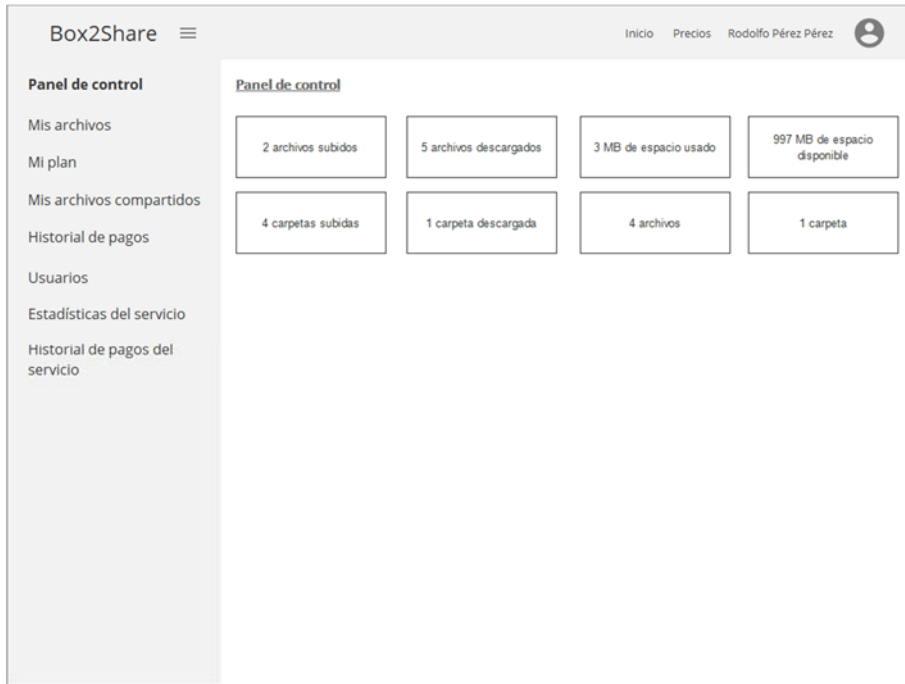 Box2Share
Inicio Precios Rodolfo Pérez Pérez
Panel de control
Mis archivos
Mi plan
Mis archivos compartidos
Historial de pagos
Usuarios
Estadísticas del servicio
Historial de pagos del
servicio
Panel de control
2 archivos subidos
5 archivos descargados
3 MB de espacio usado
997 MB de espacio
disponible
4 carpetas subidas
1 carpeta descargada
4 archivos
1 carpeta